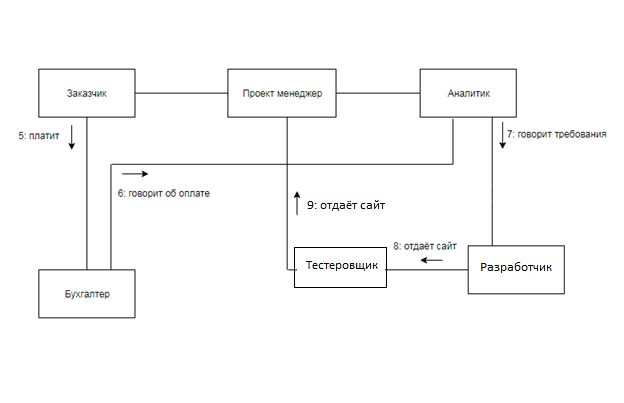 Заказчик
Проект менеджер
Аналитик
5: платит
7: говорит требования
6: говорит об оплате
9: отдаёт сайт
8: отдаёт сайт
Тестеровщик
Разработчик
Бухгалтер